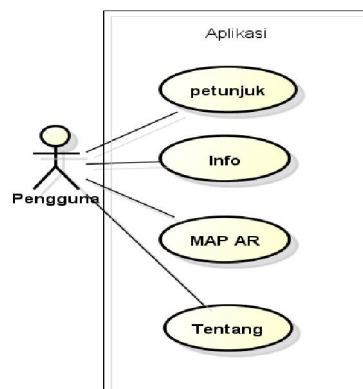 Aplikasi
petunjuk
Info
Pengguna
MAP AR
Tentang